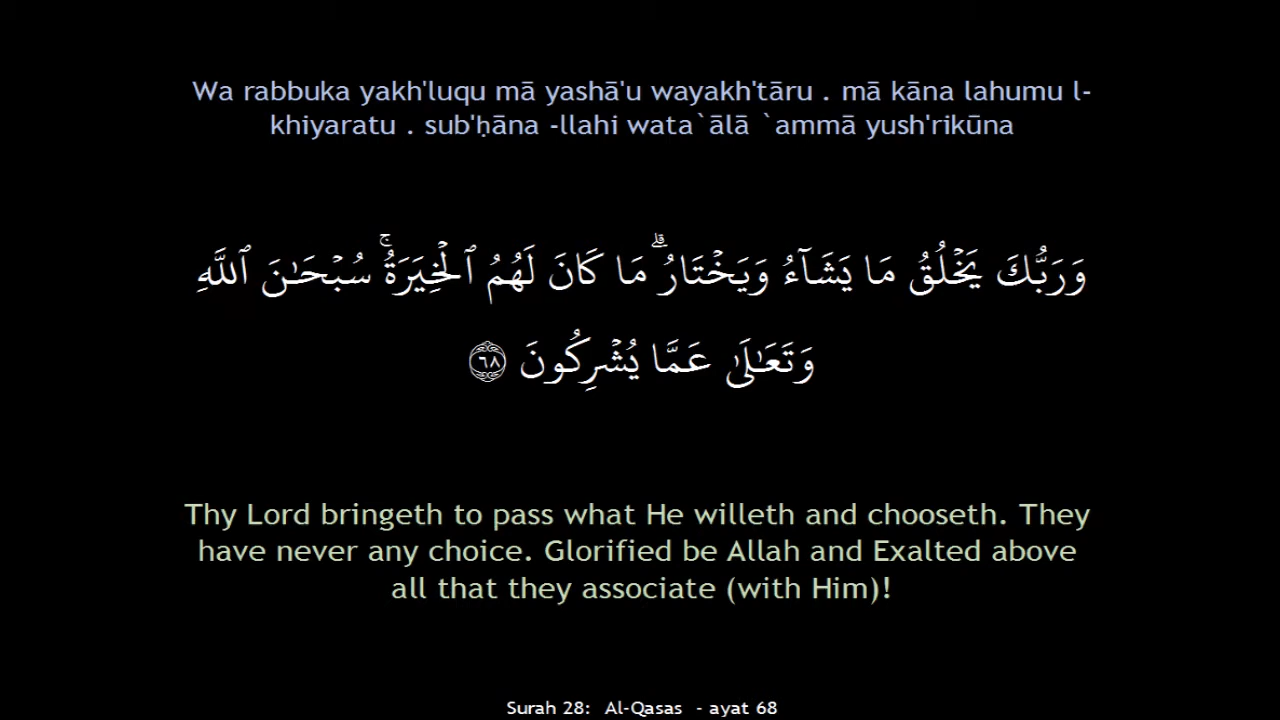 Wa rabbuka yakh'luqu mā yashā'u wayakh'tāru . mā kāna lahumu l-
khiyaratu . sub'ḥāna -llahi wata`ālā `ammā yush'rikūna
وَرَبُّكَ يَخْلُقُ مَا يَشَآءُ وَيَخْتَارُ ۗ مَا كَانَ لَهُمُ ٱلْخِيَرَةُ ۚ سُبْحَـٰنَ ٱللَّهِ
وَتَعَـٰلَىٰ عَمَّا يُشْرِكُونَ ٦٨
Thy Lord bringeth to pass what He willeth and chooseth. They
have never any choice. Glorified be Allah and Exalted above
all that they associate (with Him)!
Surah 28: Al-Qasas - ayat 68